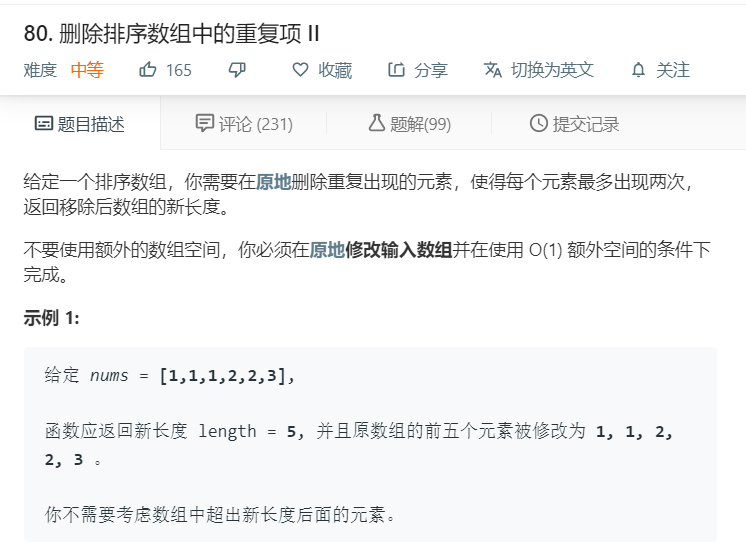 80. 删除排序数组中的重复项 II
难度 中等 165 收藏 分享 切换为英文 关注
题目描述 评论 (231) 题解(99) 提交记录
给定一个排序数组，你需要在原地删除重复出现的元素，使得每个元素最多出现两次，
返回移除后数组的新长度。
不要使用额外的数组空间，你必须在原地修改输入数组并在使用 O(1) 额外空间的条件下
完成。
示例 1:
给定 nums = [1,1,1,2,2,3],
函数应返回新长度 length = 5, 并且原数组的前五个元素被修改为 1, 1, 2,
2, 3 。
你不需要考虑数组中超出新长度后面的元素。